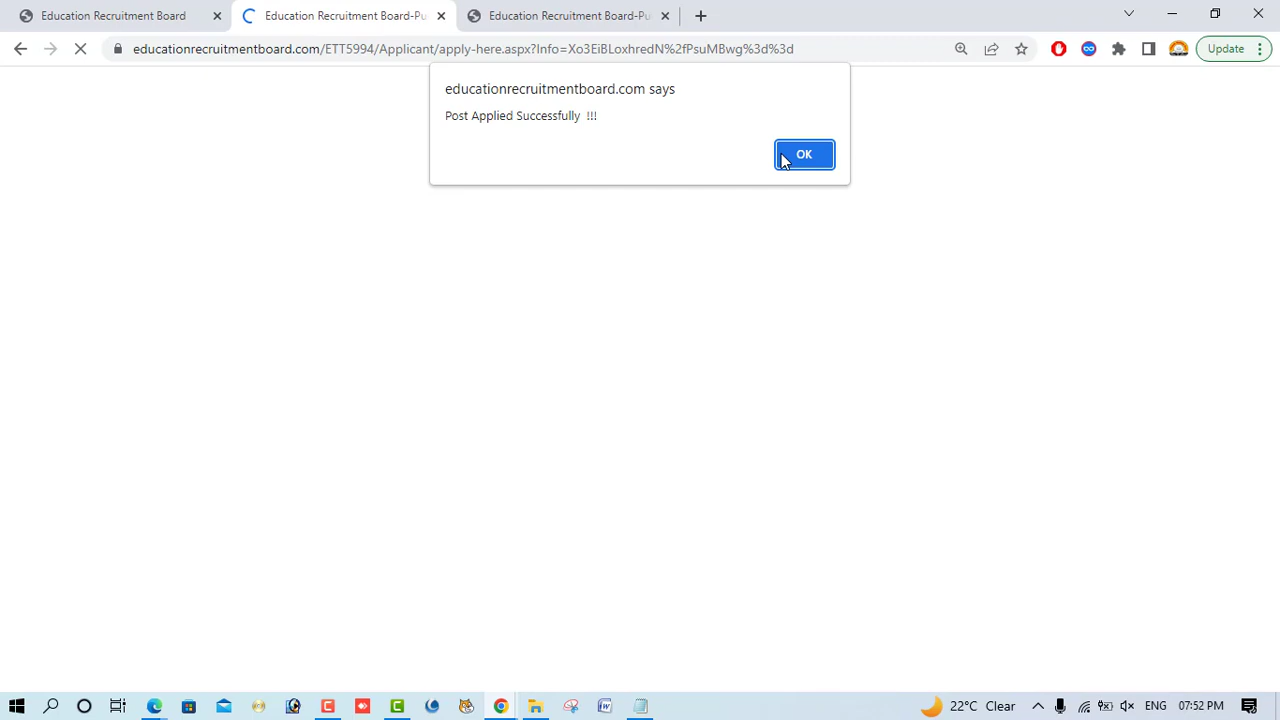 Education Recruitment Board
Education Recruitment Board-Pu
Education Recruitment Board-Pu
educationrecruitmentboard.com/ETT5994/Applicant/apply-here.aspx?Info=Xo3EiBLoxhredN%2fPsuMBwg%3d%3d
Update
educationrecruitmentboard.com says
Post Applied Successfully !!!
OK
22°C Clear
ENG
07:52 PM